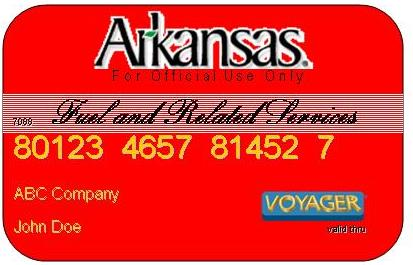 Arkansas.
For Official Use Only
7088 Fuel and Related Services
80123 4657 81452 7
ABC Company
VOYAGER
John Doe
valid thru